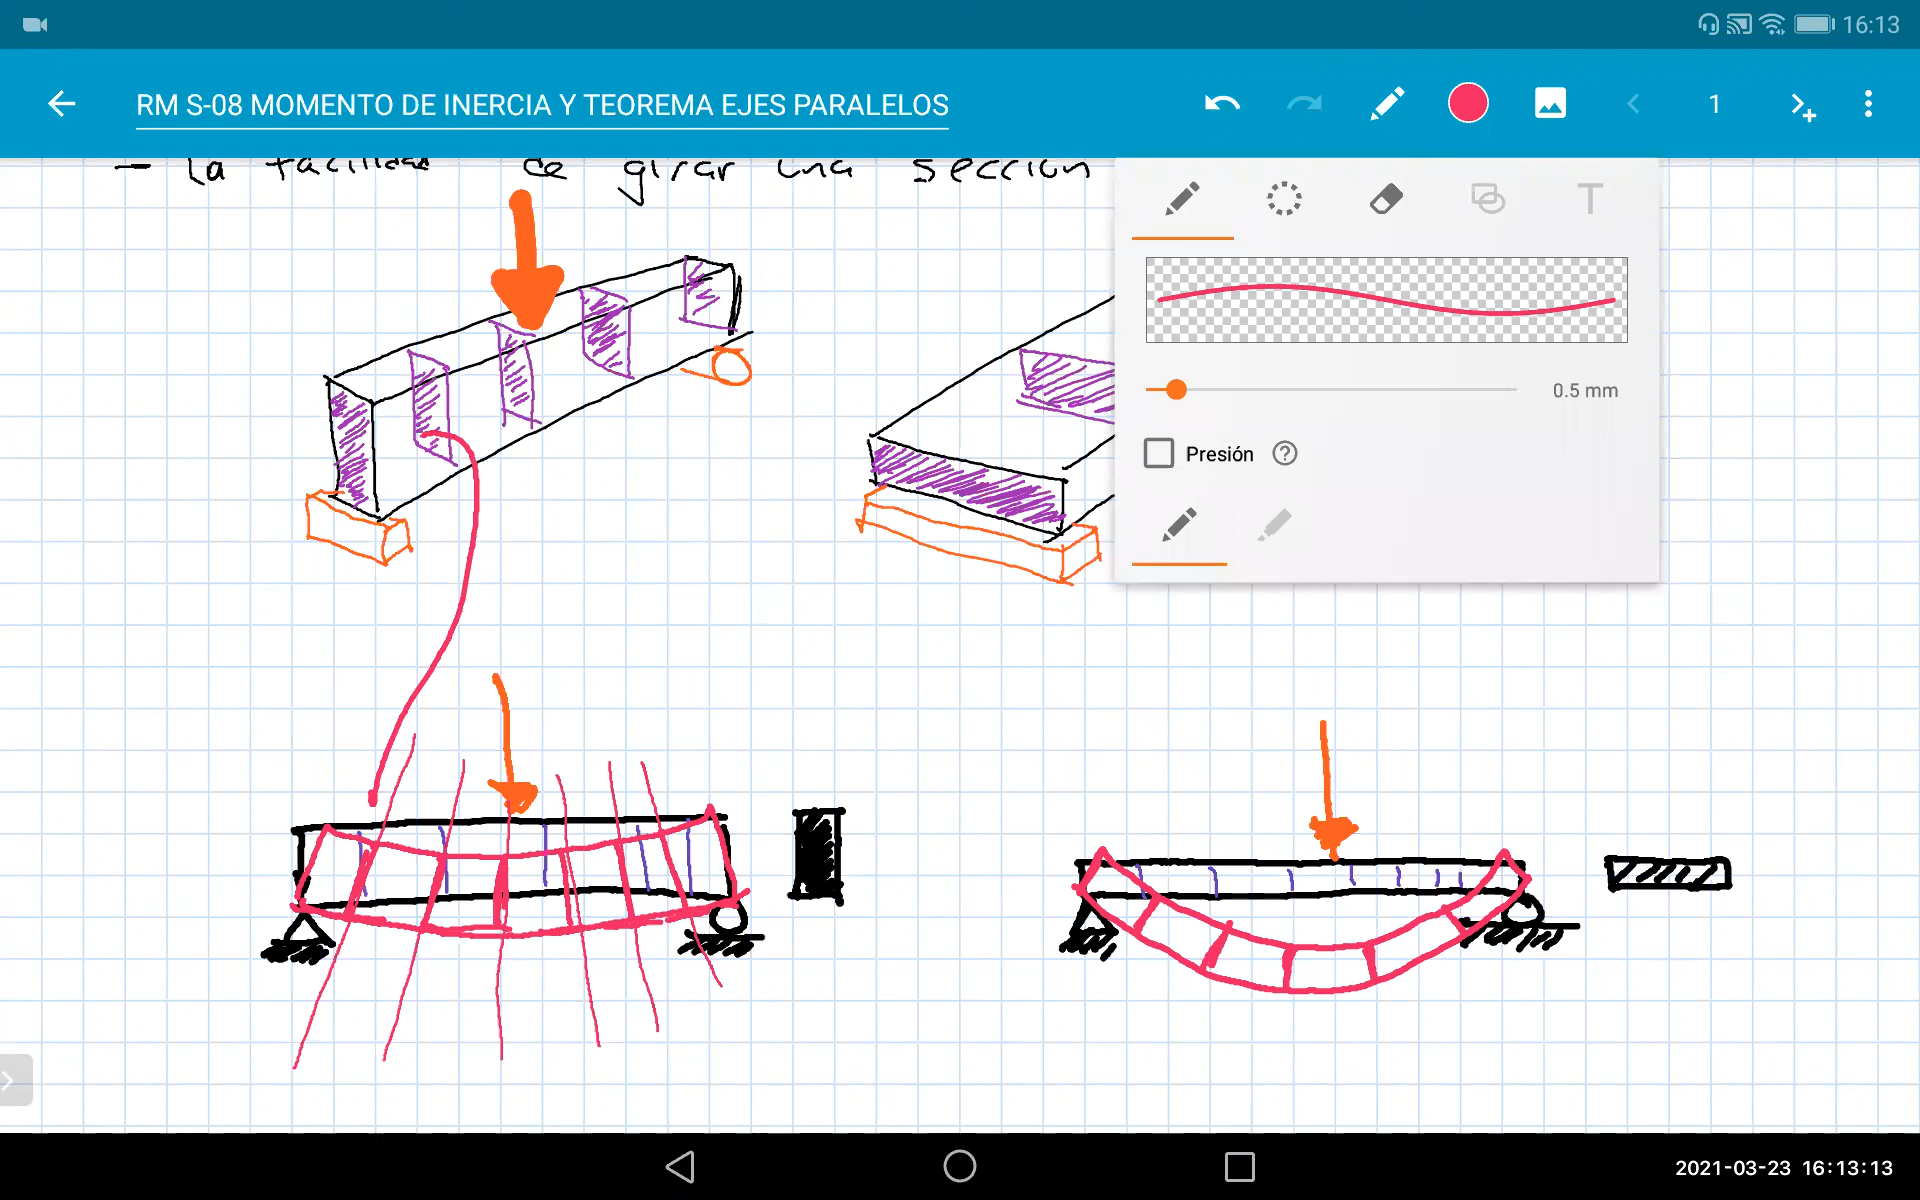 16:13
RM S-08 MOMENTO DE INERCIA Y TEOREMA EJES PARALELOS
1
- La facilidad de girar una sección
T
0.5 mm
Presión
2021-03-23 16:13:13